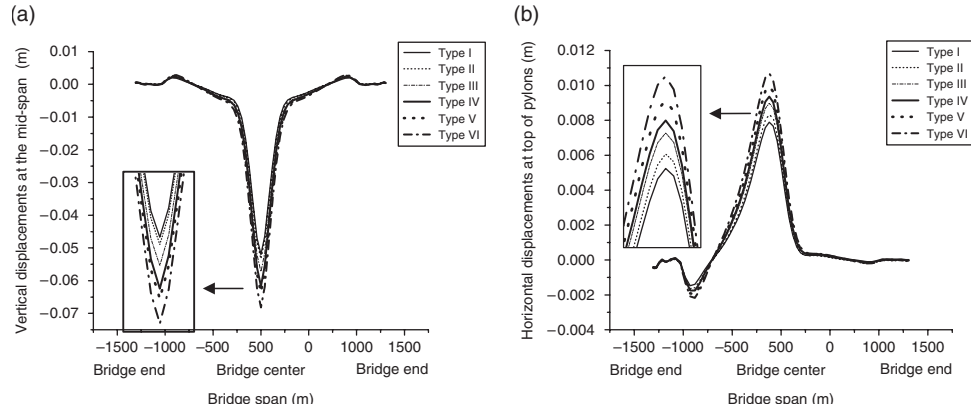 (a)
Vertical displacements at the mid-span (m)
0.01
0.00
−0.01
−0.02
−0.03
−0.04
−0.05
−0.06
−0.07
Type I
Type II
Type III
Type IV
Type V
Type VI
−1500 −1000 −500 500 0 1000 1500
Bridge end Bridge center Bridge end
Bridge span (m)
(b)
Horizontal displacements at top of pylons (m)
0.012
0.010
0.008
0.006
0.004
0.002
−0.000
−0.002
−0.004
Type I
Type II
Type III
Type IV
Type V
Type VI
−1500 −1000 −500 500 0 1000 1500
Bridge end Bridge center Bridge end
Bridge span (m)